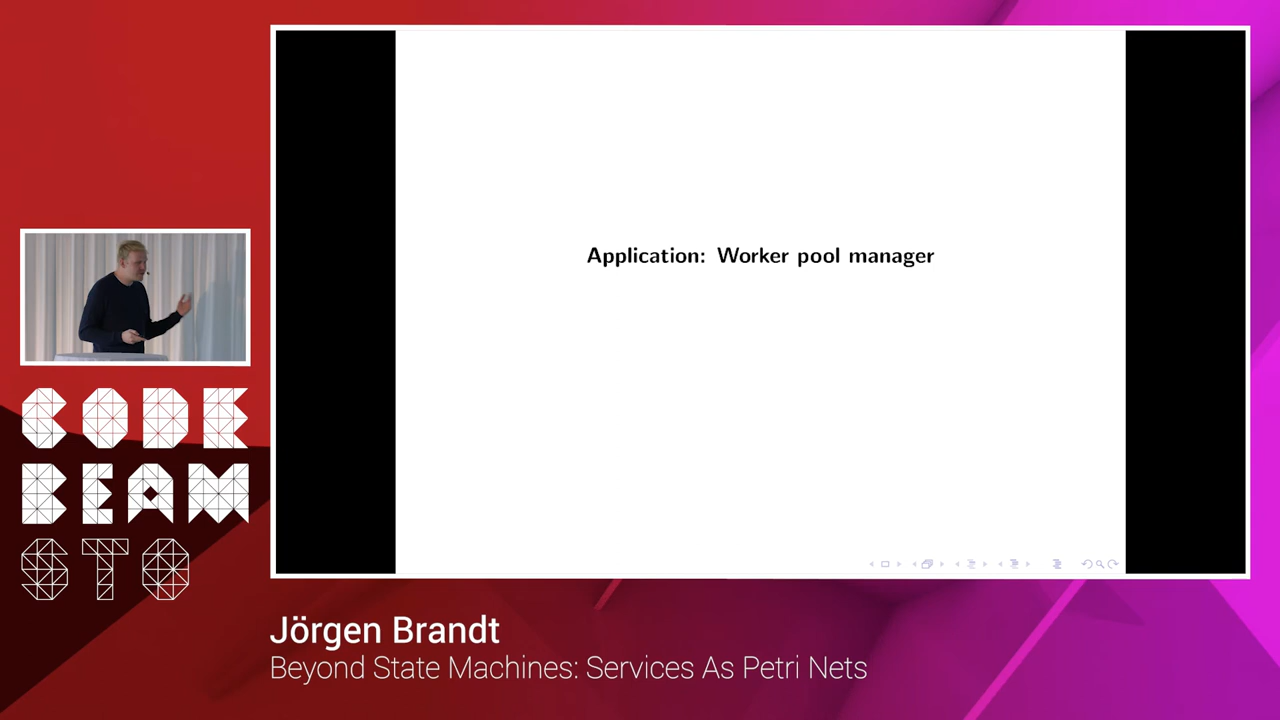 Application: Worker pool manager
CODE
BEAM
STO
Jörgen Brandt
Beyond State Machines: Services As Petri Nets